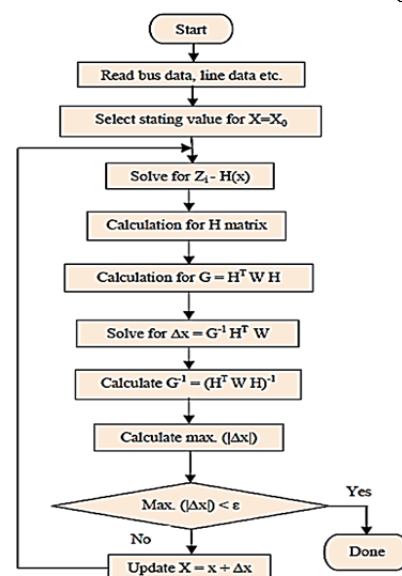 Start
Read bus data, line data etc.
Select stating value for X=X₀
Solve for Zᵢ - H(x)
Calculation for H matrix
Calculation for G = Hᵀ W H
Solve for Δx = G⁻¹ Hᵀ W
Calculate G⁻¹ = (Hᵀ W H)⁻¹
Calculate max. (|Δx|)
Max. (|Δx|) < ε
Yes
No
Done
Update X = x + Δx